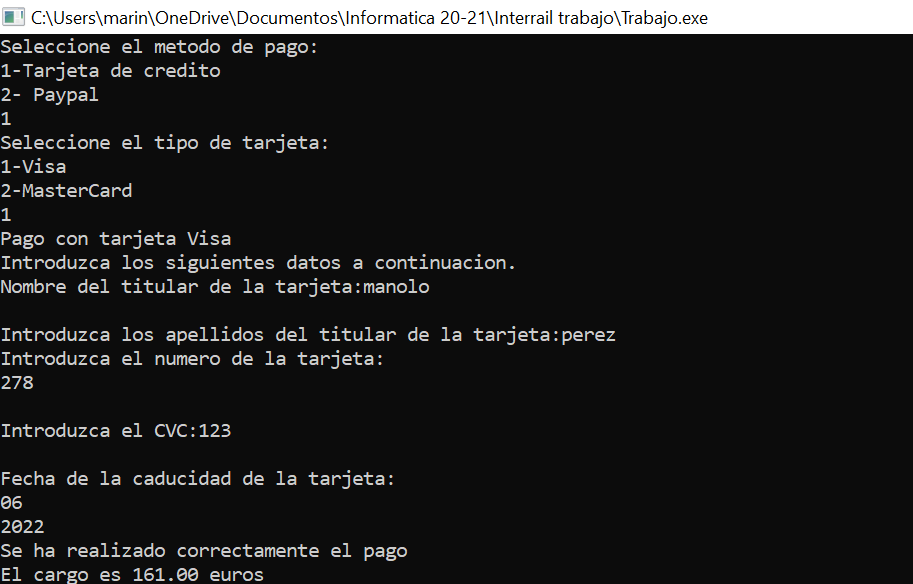 C:\Users\marin\OneDrive\Documentos\Informatica 20-21\Interrail trabajo\Trabajo.exe
Seleccione el metodo de pago:
1-Tarjeta de credito
2- Paypal
1
Seleccione el tipo de tarjeta:
1-Visa
2-MasterCard
1
Pago con tarjeta Visa
Introduzca los siguientes datos a continuacion.
Nombre del titular de la tarjeta:manolo
Introduzca los apellidos del titular de la tarjeta:perez
Introduzca el numero de la tarjeta:
278
Introduzca el CVC:123
Fecha de la caducidad de la tarjeta:
06
2022
Se ha realizado correctamente el pago
El cargo es 161.00 euros